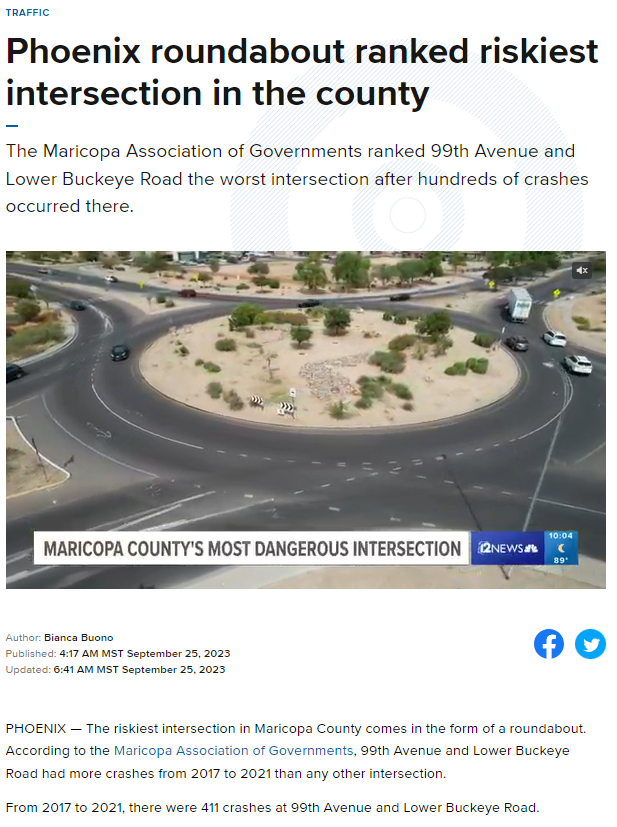 TRAFFIC
Phoenix roundabout ranked riskiest
intersection in the county
The Maricopa Association of Governments ranked 99th Avenue and
Lower Buckeye Road the worst intersection after hundreds of crashes
occurred there.
MARICOPA COUNTY'S MOST DANGEROUS INTERSECTION
12NEWS
10:04
89°
Author: Bianca Buono
Published: 4:17 AM MST September 25, 2023
Updated: 6:41 AM MST September 25, 2023
PHOENIX — The riskiest intersection in Maricopa County comes in the form of a roundabout.
According to the Maricopa Association of Governments, 99th Avenue and Lower Buckeye
Road had more crashes from 2017 to 2021 than any other intersection.
From 2017 to 2021, there were 411 crashes at 99th Avenue and Lower Buckeye Road.